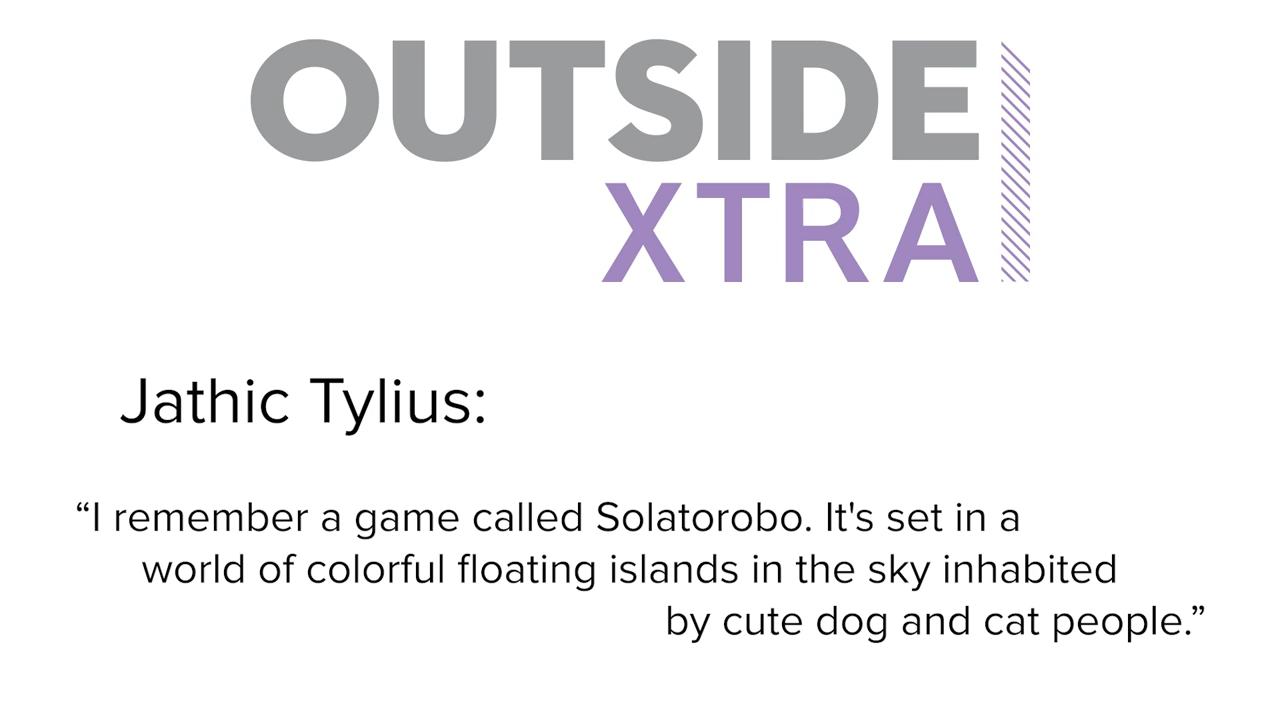 OUTSIDE
XTRA
Jathic Tylius:
“I remember a game called Solatorobo. It's set in a
world of colorful floating islands in the sky inhabited
by cute dog and cat people.”